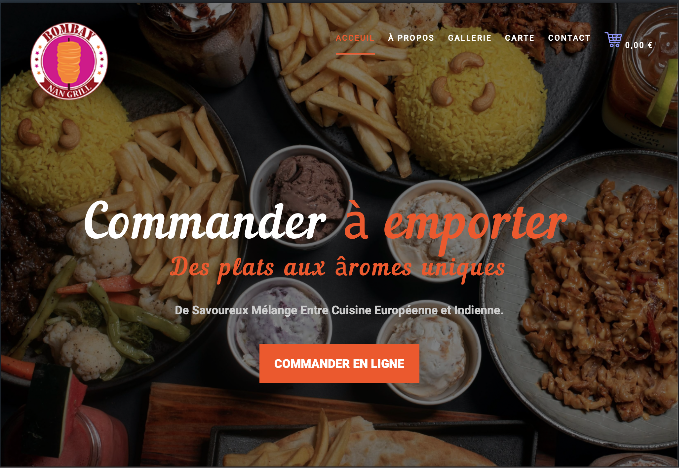 BOMBAY
NAN GRILL
ACCEUIL À PROPOS GALLERIE CARTE CONTACT 0,00 €
Commander à emporter
Des plats aux âromes uniques
De Savoureux Mélange Entre Cuisine Européenne et Indienne.
COMMANDER EN LIGNE